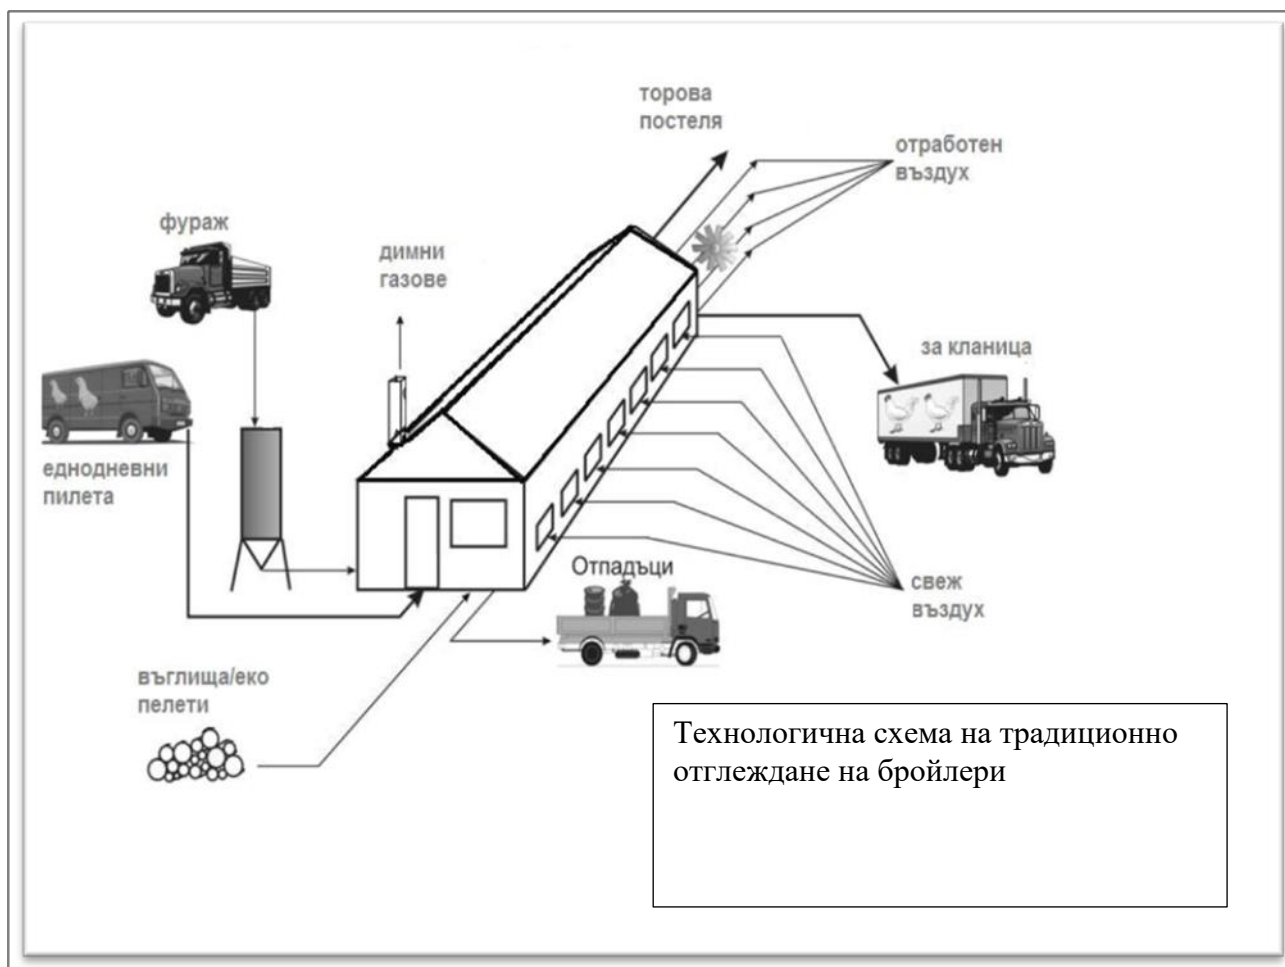 торова
постеля
отработен
въздух
фураж
димни
газове
за кланица
еднодневни
пилета
Отпадъци
свеж
въздух
въглища/еко
пелети
Технологична схема на традиционно
отглеждане на бройлери